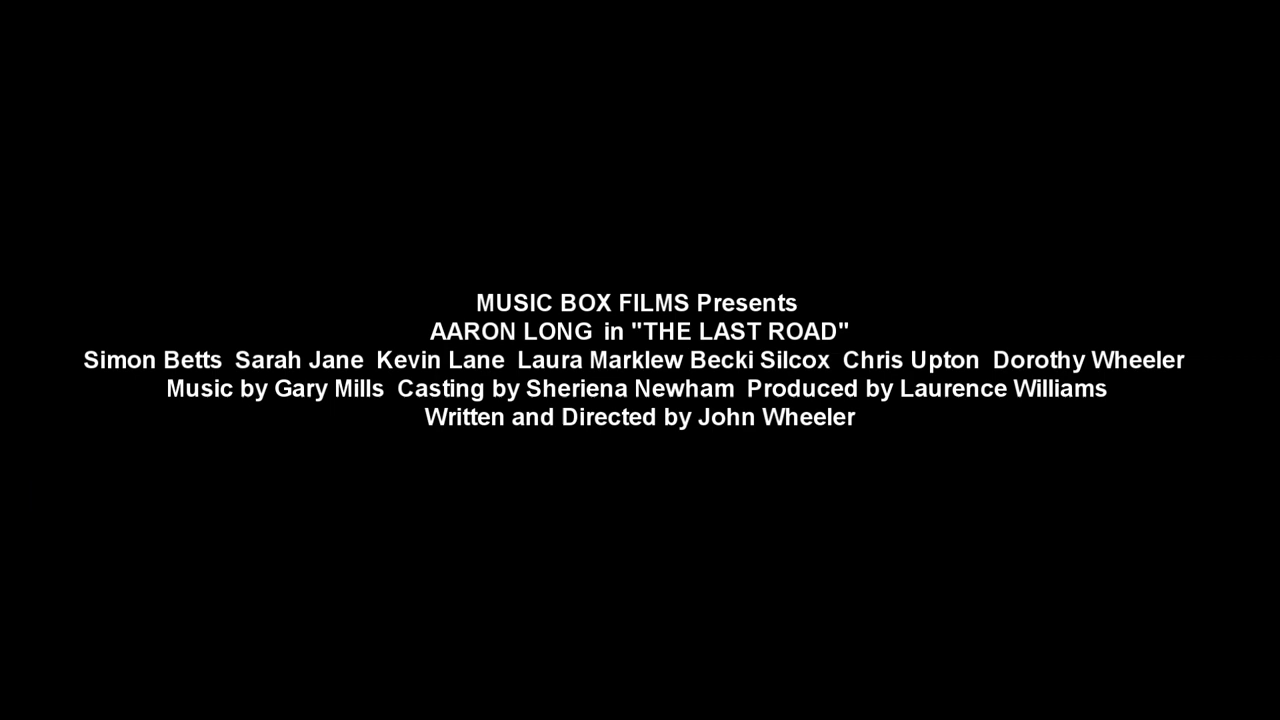 MUSIC BOX FILMS Presents
AARON LONG  in "THE LAST ROAD"
Simon Betts  Sarah Jane  Kevin Lane  Laura Marklew Becki Silcox  Chris Upton  Dorothy Wheeler
Music by Gary Mills  Casting by Sheriena Newham  Produced by Laurence Williams
Written and Directed by John Wheeler